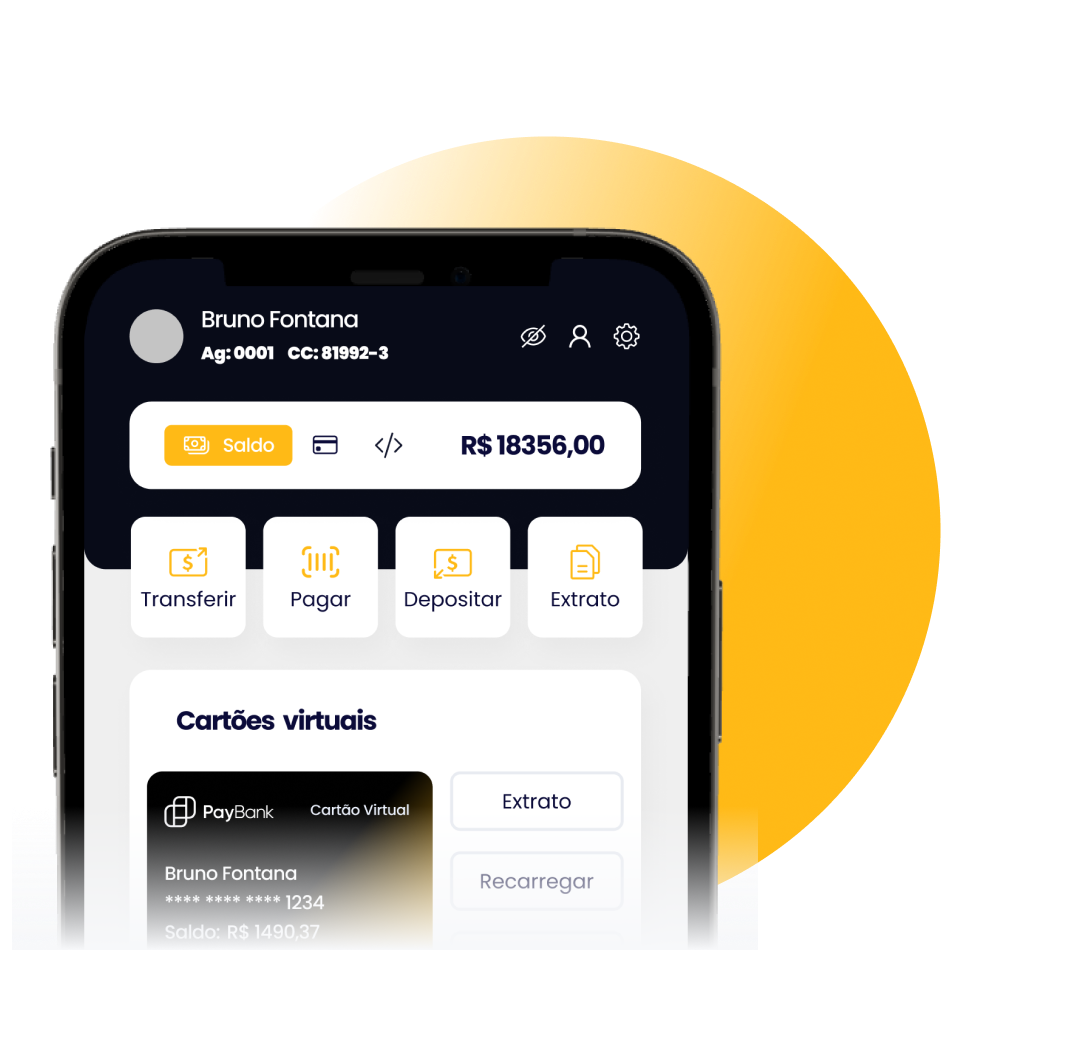 Bruno Fontana
Ag: 0001 CC: 81992-3
Saldo R$ 18356,00
Transferir Pagar Depositar Extrato
Cartões virtuais
PayBank Cartão Virtual
Extrato
Bruno Fontana
Recarregar
**** **** **** 1234
Saldo: R$ 1490,37